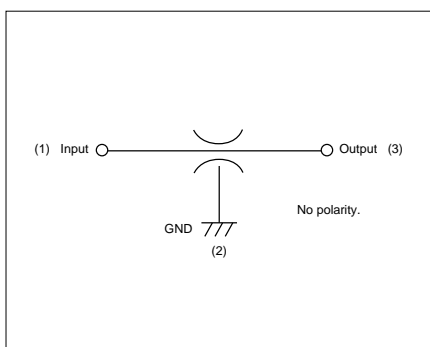 (1) Input Output (3)
No polarity.
GND
(2)